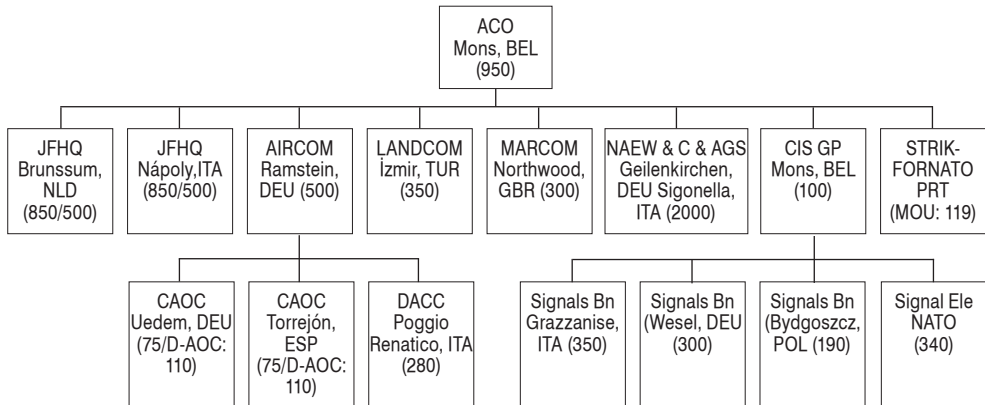 ACO
Mons, BEL
(950)
JFHQ
Brunssum,
NLD
(850/500)
JFHQ
Nápoly,ITA
(850/500)
AIRCOM
Ramstein,
DEU (500)
LANDCOM
İzmir, TUR
(350)
MARCOM
Northwood,
GBR (300)
NAEW & C & AGS
Geilenkirchen,
DEU Sigonella,
ITA (2000)
CIS GP
Mons, BEL
(100)
STRIK-
FORNATO
PRT
(MOU: 119)
CAOC
Uedem, DEU
(75/D-AOC:
110)
CAOC
Torrejón,
ESP
(75/D-AOC:
110)
DACC
Poggio
Renatico, ITA
(280)
Signals Bn
Grazzanise,
ITA (350)
Signals Bn
(Wesel, DEU
(300)
Signals Bn
(Bydgoszcz,
POL (190)
Signal Ele
NATO
(340)